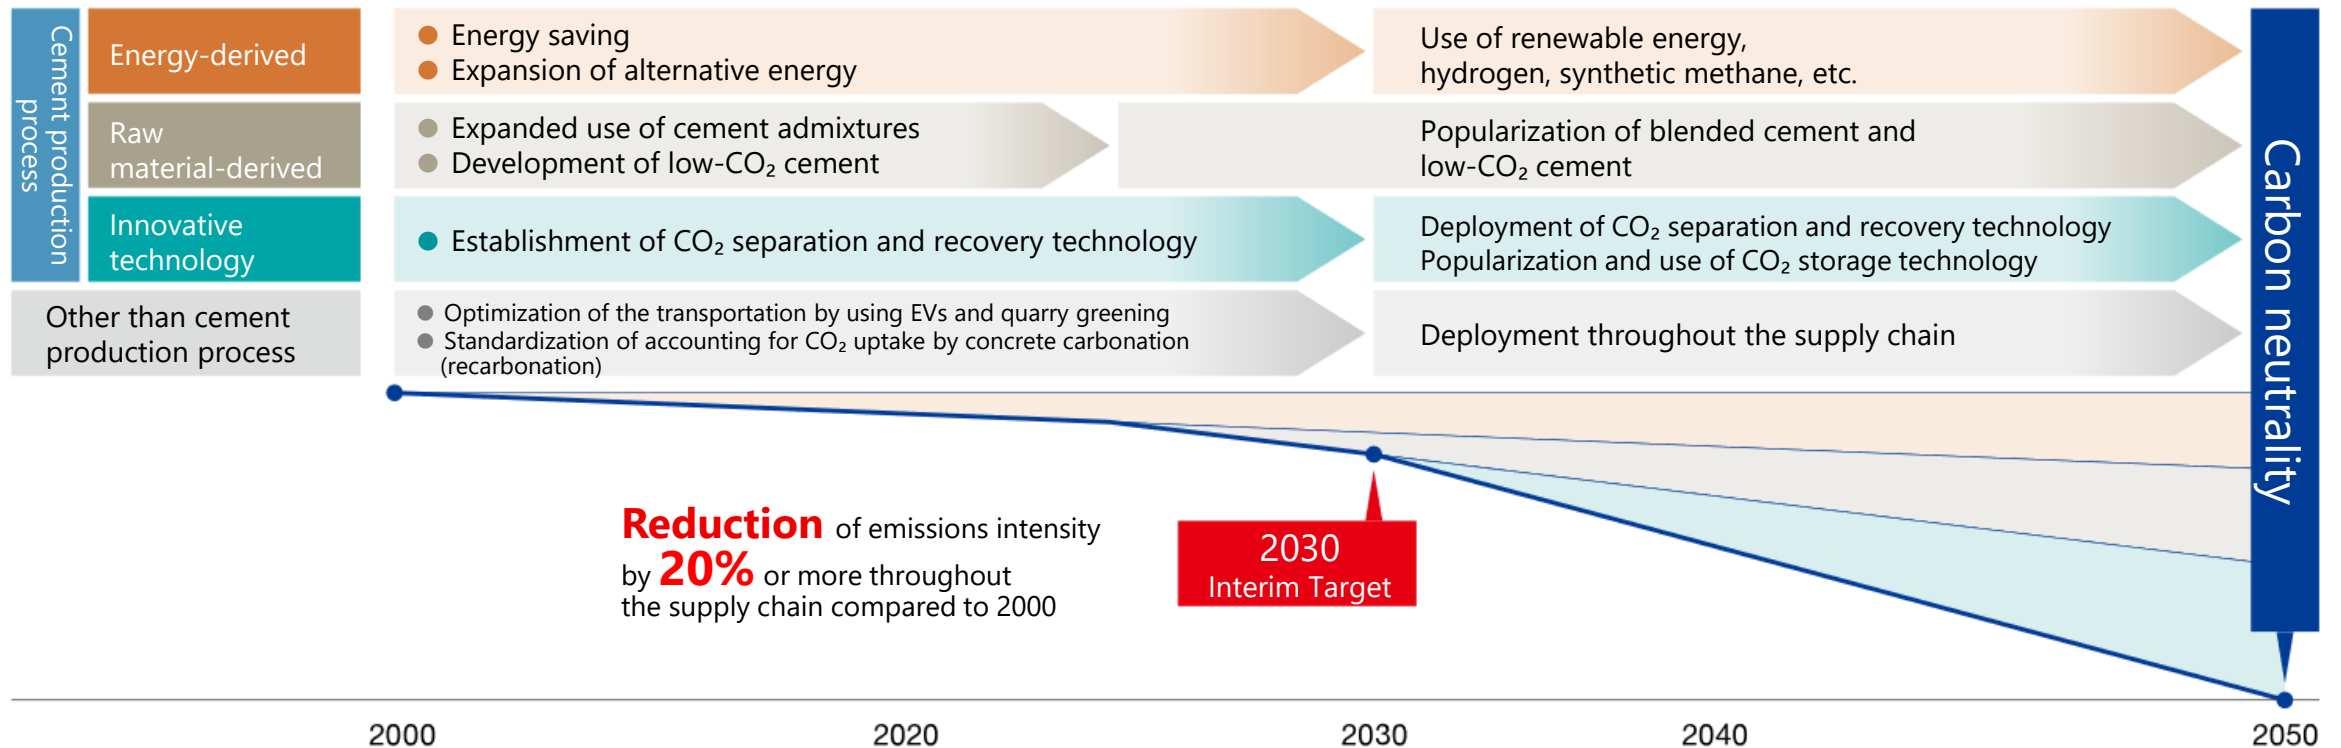 Cement production
process
Energy-derived
● Energy saving
● Expansion of alternative energy
Use of renewable energy,
hydrogen, synthetic methane, etc.
Raw
material-derived
● Expanded use of cement admixtures
● Development of low-CO₂ cement
Popularization of blended cement and
low-CO₂ cement
Innovative
technology
● Establishment of CO₂ separation and recovery technology
Deployment of CO₂ separation and recovery technology
Popularization and use of CO₂ storage technology
Other than cement
production process
● Optimization of the transportation by using EVs and quarry greening
● Standardization of accounting for CO₂ uptake by concrete carbonation
(recarbonation)
Deployment throughout the supply chain
Carbon neutrality
Reduction of emissions intensity
by 20% or more throughout
the supply chain compared to 2000
2030
Interim Target
2000
2020
2030
2040
2050